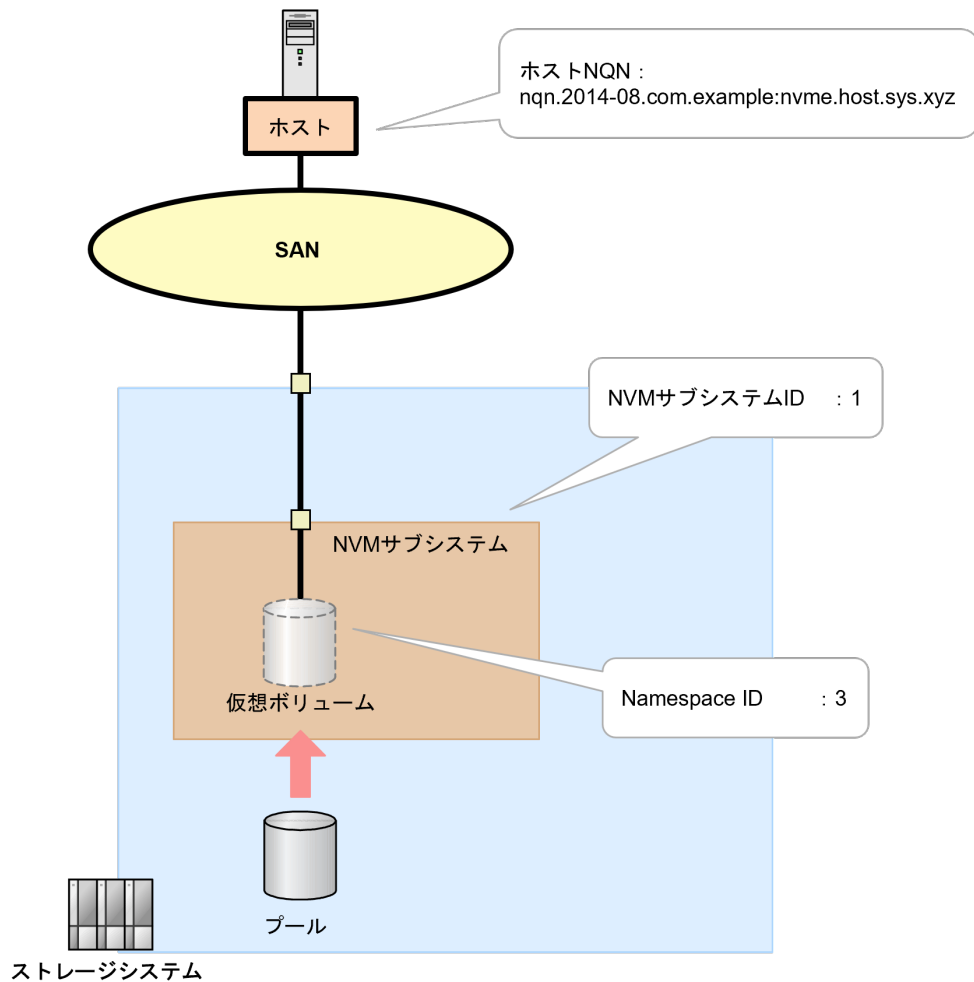 ホストNQN：
nqn.2014-08.com.example:nvme.host.sys.xyz
ホスト
SAN
NVMサブシステムID ：1
NVMサブシステム
仮想ボリューム
Namespace ID ：3
プール
ストレージシステム